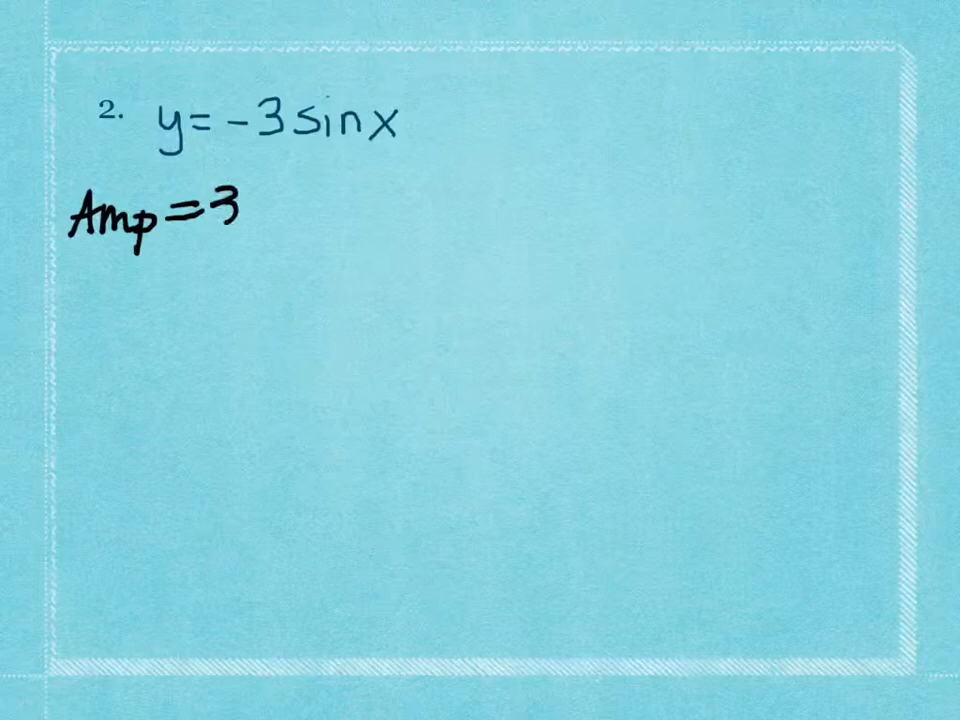 2. y = -3 sin x
Amp = 3